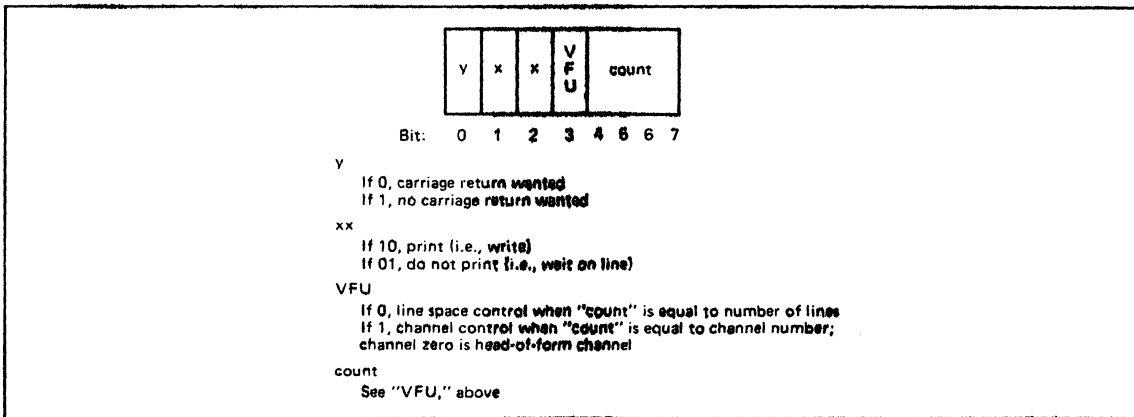 y x x VFU count
Bit: 0 1 2 3 4 5 6 7
y
If 0, carriage return wanted
If 1, no carriage return wanted
xx
If 10, print (i.e., write)
If 01, do not print (i.e., wait on line)
VFU
If 0, line space control when "count" is equal to number of lines
If 1, channel control when "count" is equal to channel number;
channel zero is head-of-form channel
count
See "VFU," above